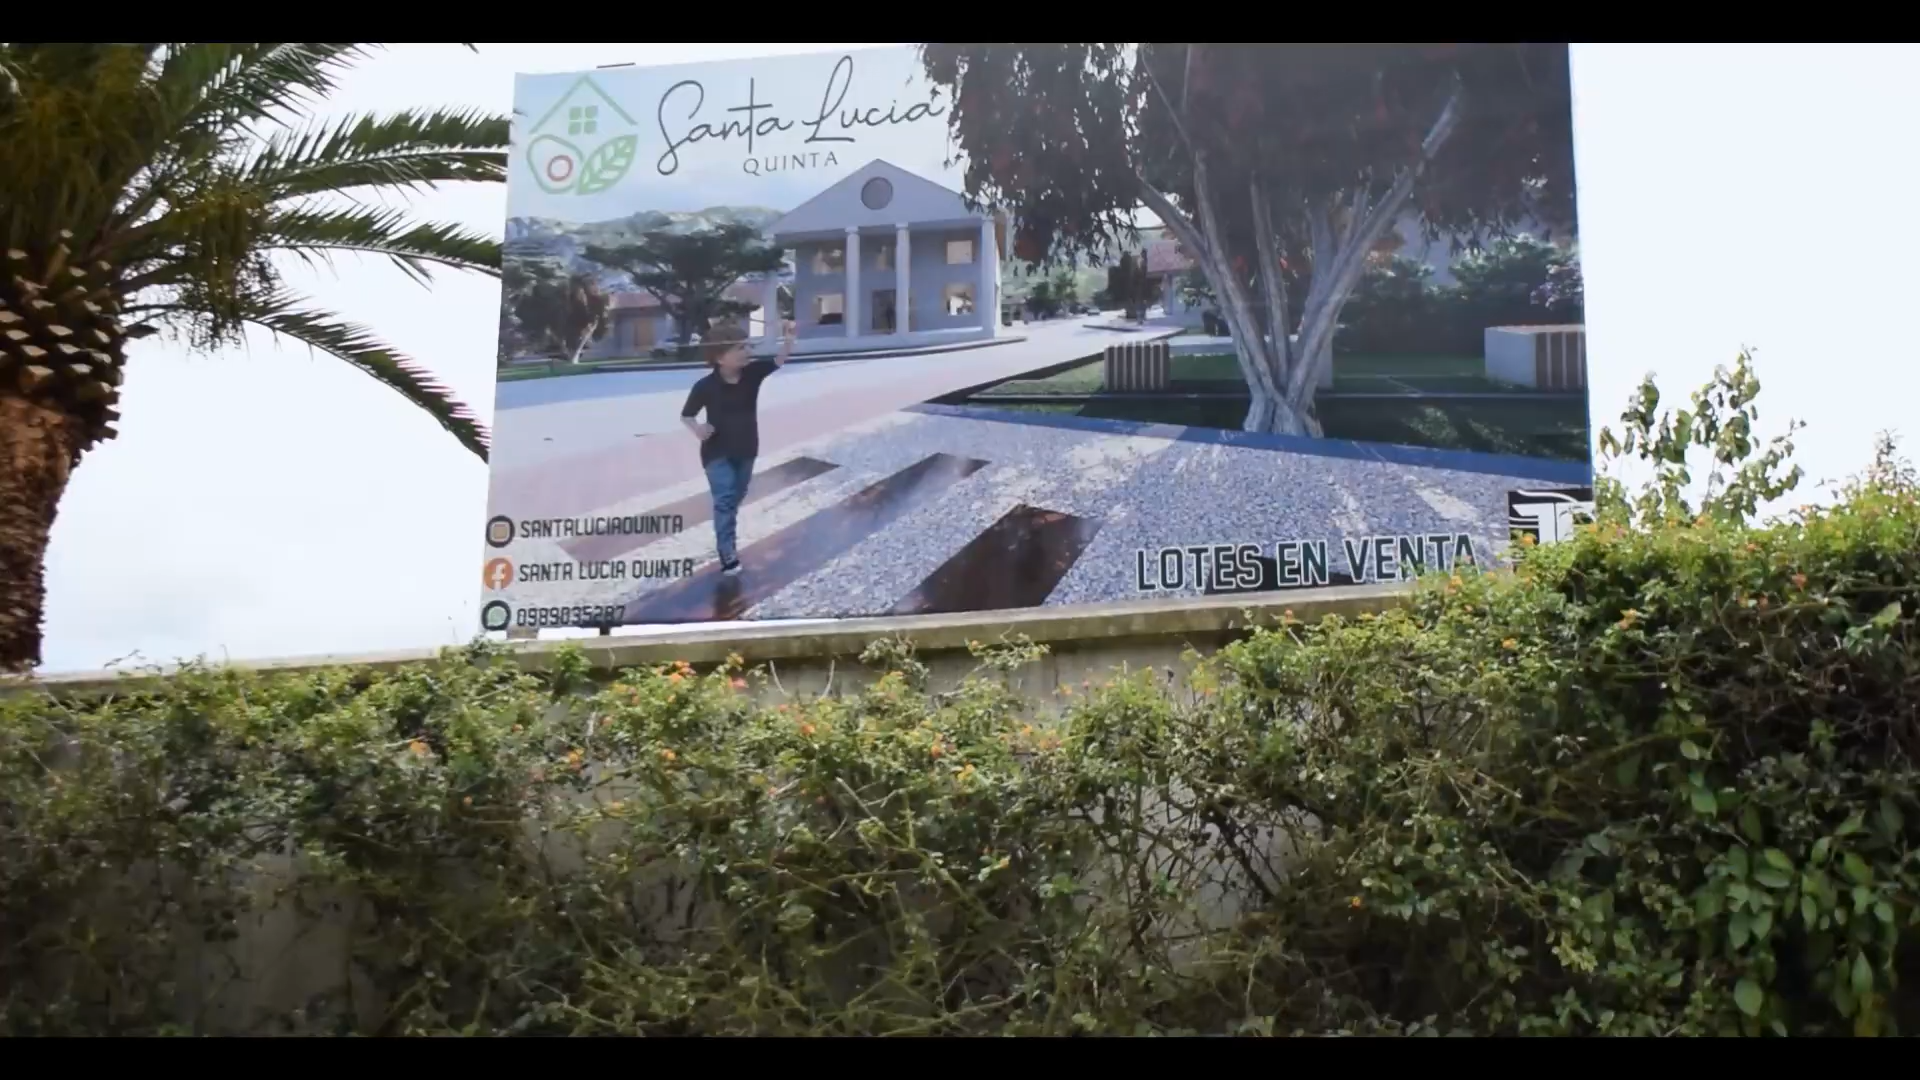 Santa Lucia
QUINTA
SANTALUCIAQUINTA
SANTA LUCIA QUINTA
0989035287
LOTES EN VENTA